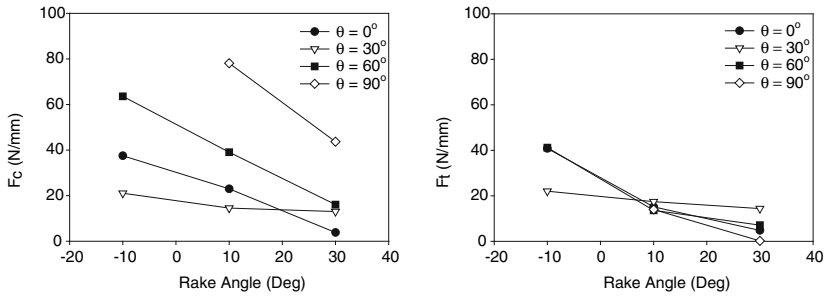 100
80
60
40
20
0
Fc (N/mm)
-20 -10 0 10 20 30 40
Rake Angle (Deg)
θ = 0°
θ = 30°
θ = 60°
θ = 90°
100
80
60
40
20
0
Ft (N/mm)
-20 -10 0 10 20 30 40
Rake Angle (Deg)
θ = 0°
θ = 30°
θ = 60°
θ = 90°